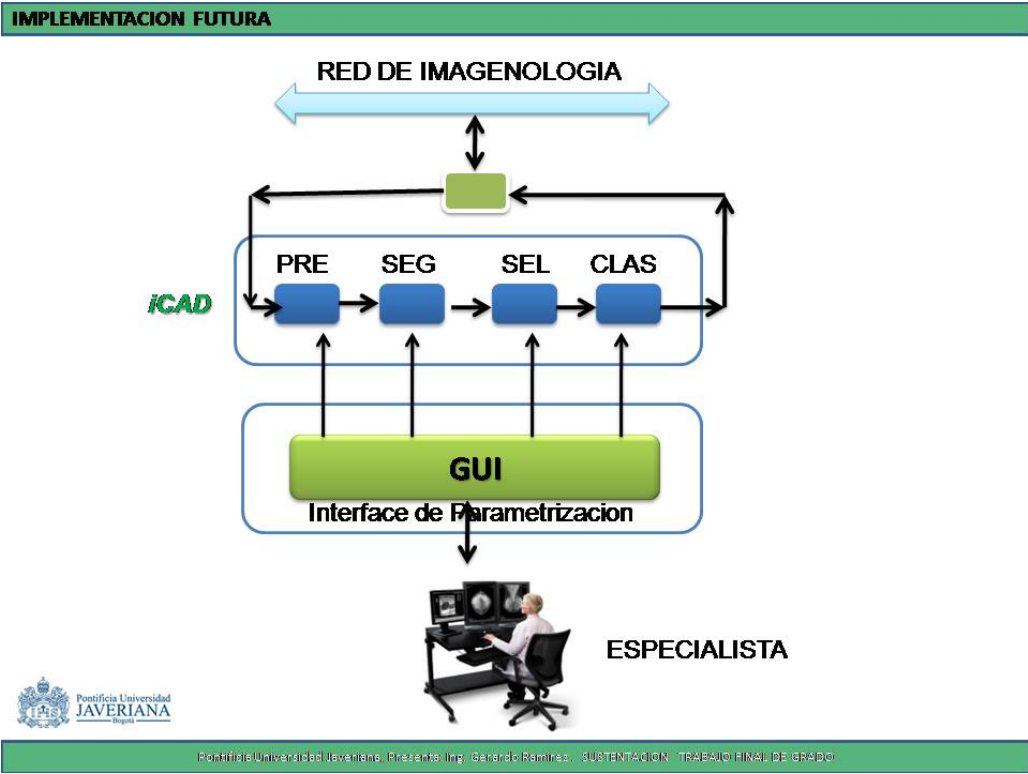 IMPLEMENTACION FUTURA
RED DE IMAGENOLOGIA
PRE SEG SEL CLAS
iCAD
GUI
Interface de Parametrizacion
ESPECIALISTA
Pontificia Universidad
JAVERIANA
Bogotá
Pontificia Universidad Javeriana, Presenta: Ing. Gerardo Ramirez, SUSTENTACION TRABAJO FINAL DE GRADO